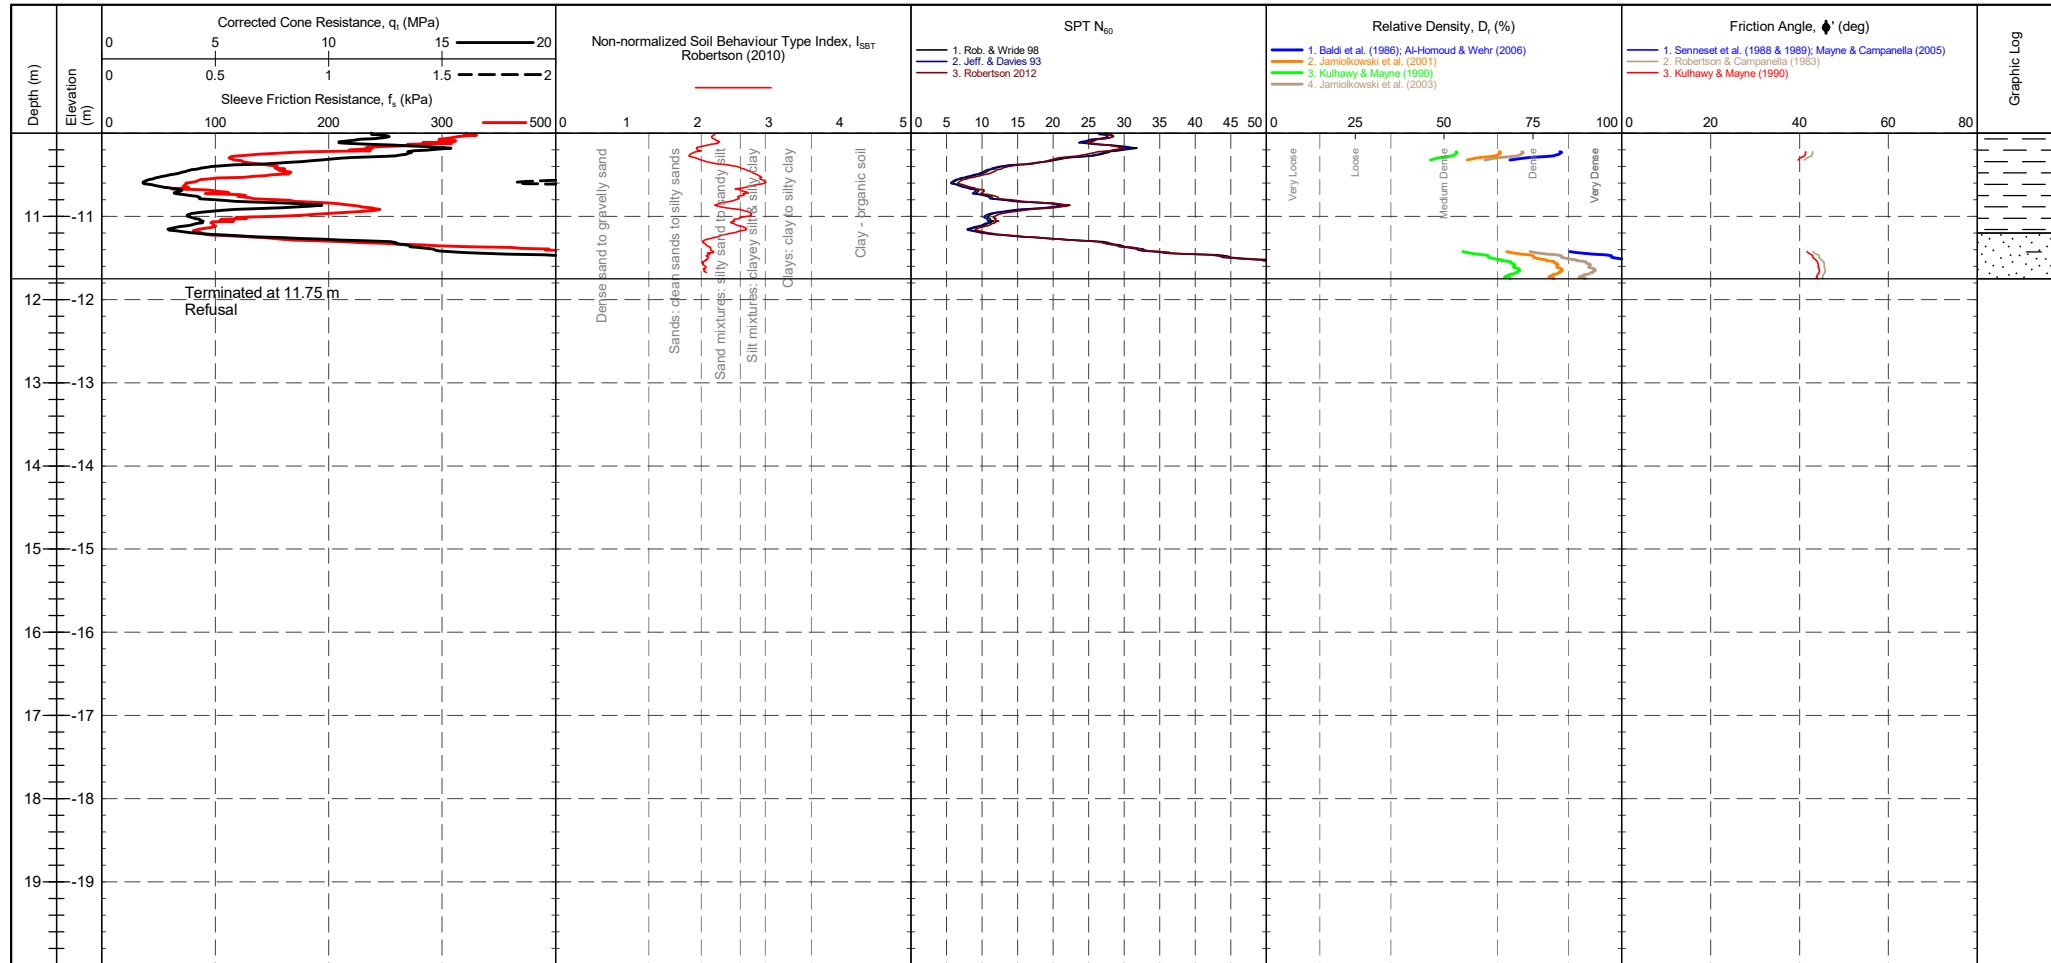 Depth (m)
Elevation (m)
Corrected Cone Resistance, qt (MPa)
0 5 10 15 20
0 0.5 1 1.5 2
Sleeve Friction Resistance, fs (kPa)
0 100 200 300 500
Non-normalized Soil Behaviour Type Index, ISBT
Robertson (2010)
0 1 2 3 4 5
SPT N60
1. Rob. & Wride 98
2. Jeff. & Davies 93
3. Robertson 2012
0 5 10 15 20 25 30 35 40 45 50
Relative Density, Dr (%)
1. Baldi et al. (1986); Al-Homoud & Wehr (2006)
2. Jamiolkowski et al. (2001)
3. Kulhawy & Mayne (1990)
4. Jamiolkowski et al. (2003)
0 25 50 75 100
Friction Angle, ϕ' (deg)
1. Senneset et al. (1988 & 1989); Mayne & Campanella (2005)
2. Robertson & Campanella (1983)
3. Kulhawy & Mayne (1990)
0 20 40 60 80
Graphic Log
Dense sand to gravelly sand
Sands: clean sands to silty sands
Sand mixtures: silty sand to sandy silt
Silt mixtures: clayey silt & silty clay
Clays: clay to silty clay
Clay - organic soil
Very Loose
Loose
Medium Dense
Dense
Very Dense
11 -11
12 -12
Terminated at 11.75 m
Refusal
13 -13
14 -14
15 -15
16 -16
17 -17
18 -18
19 -19